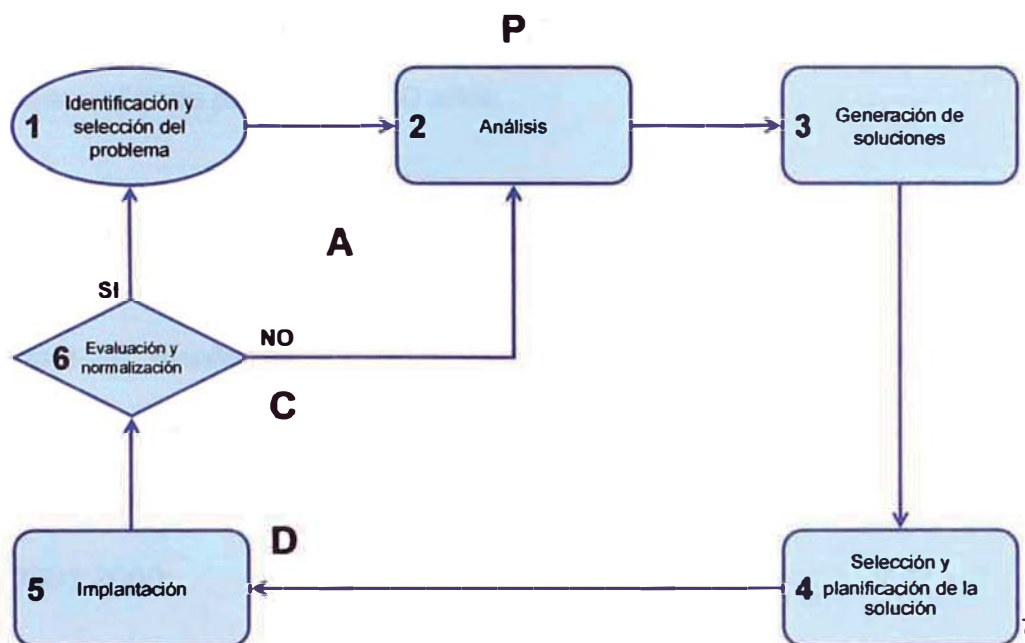 P
1
Identificación y
selección del
problema
2
Análisis
3
Generación de
soluciones
A
SI
NO
6
Evaluación y
normalización
C
D
5
Implantación
4
Selección y
planificación de la
solución